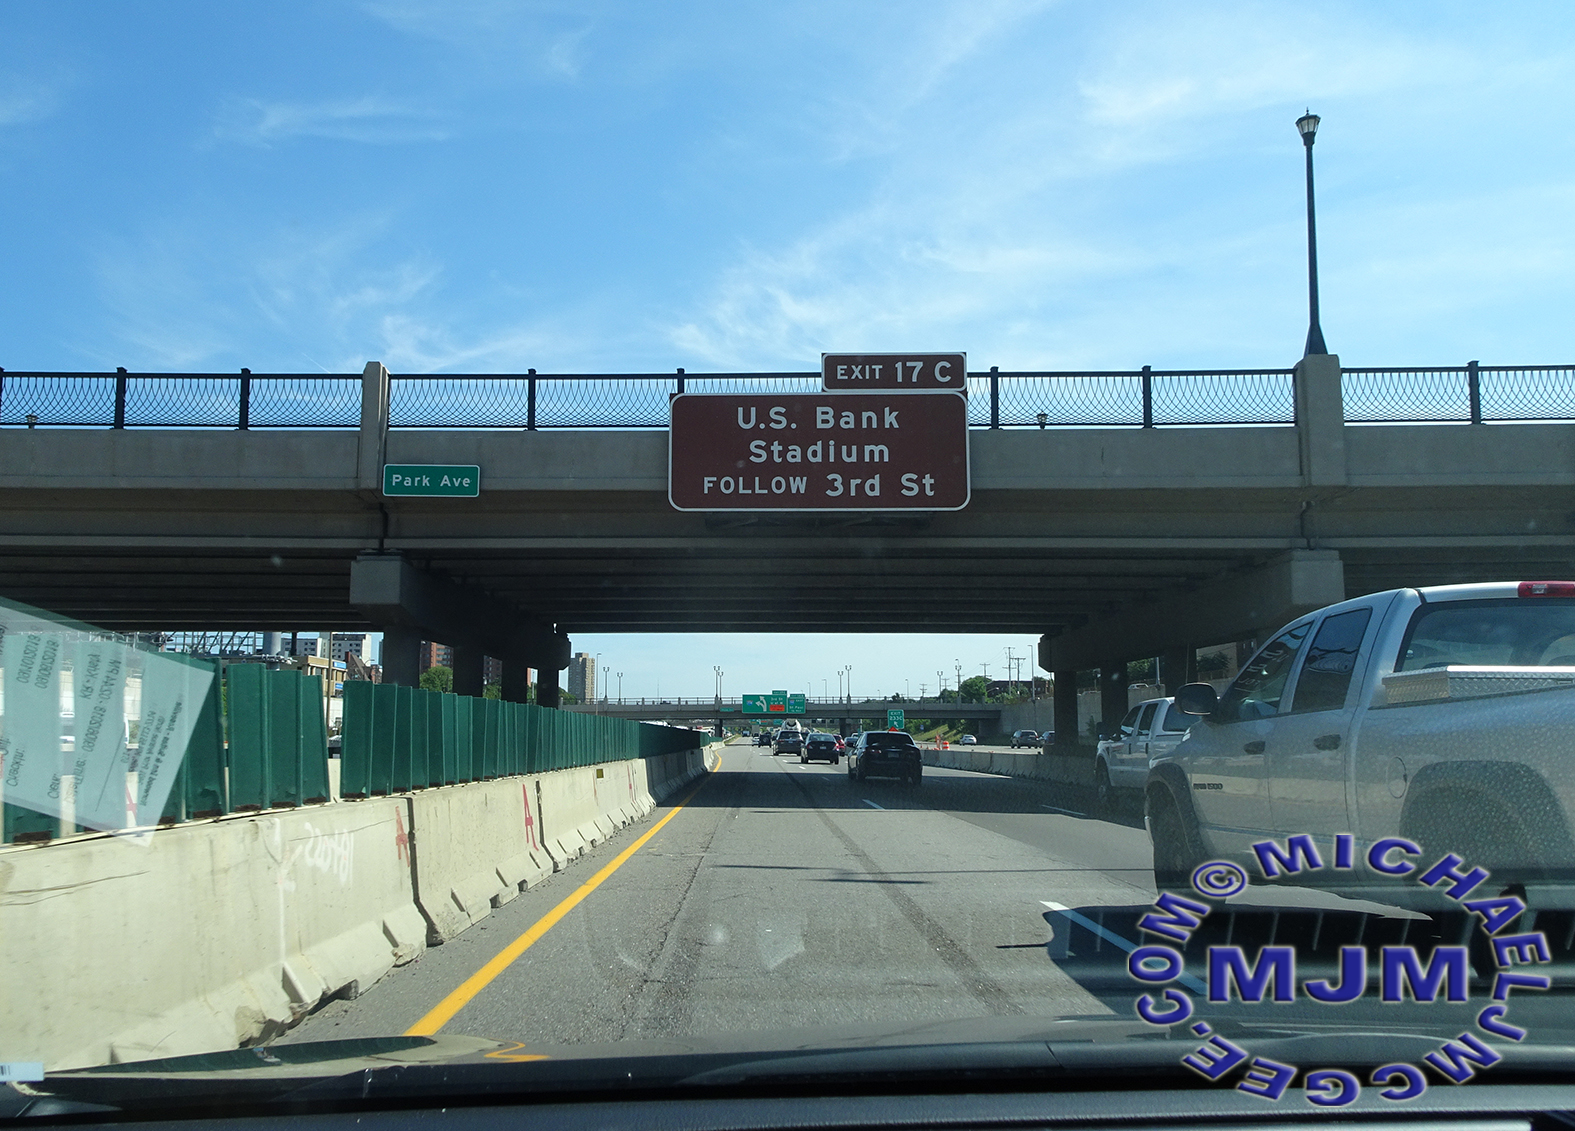 EXIT 17 C
U.S. Bank
Stadium
FOLLOW 3rd St
Park Ave
© MICHAELJMCGEE.COM
MJM